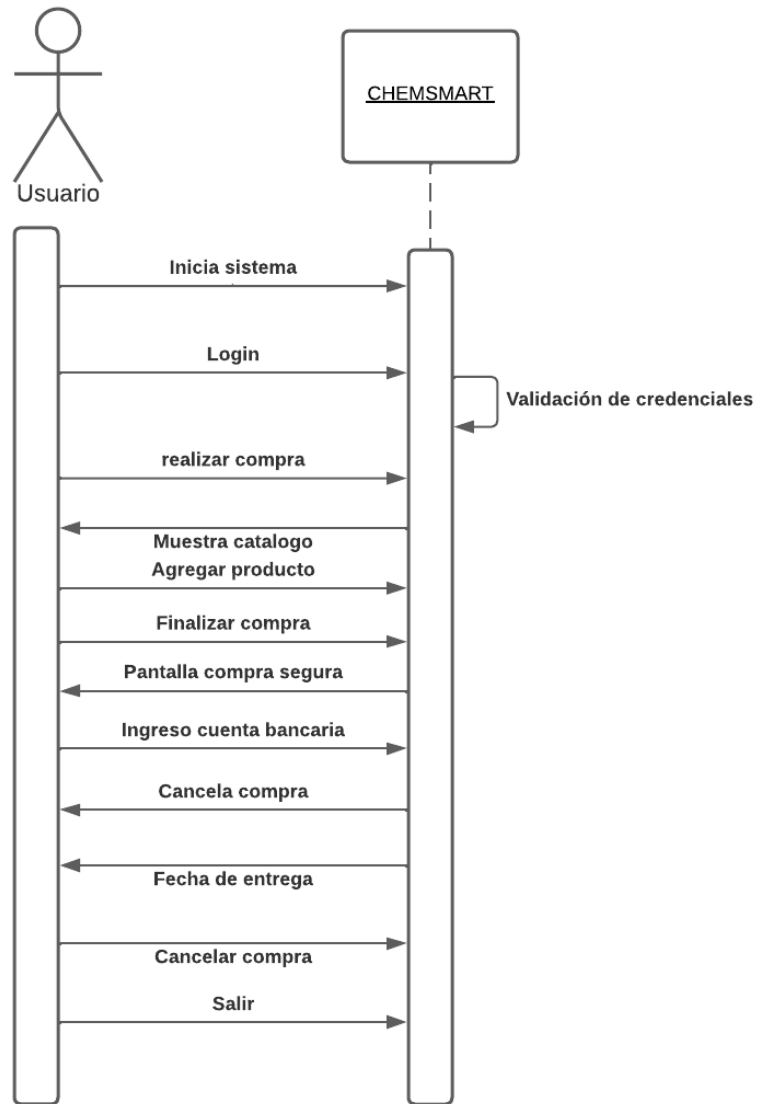 CHEMSMART
Usuario
Inicia sistema
Login
Validación de credenciales
realizar compra
Muestra catalogo
Agregar producto
Finalizar compra
Pantalla compra segura
Ingreso cuenta bancaria
Cancela compra
Fecha de entrega
Cancelar compra
Salir